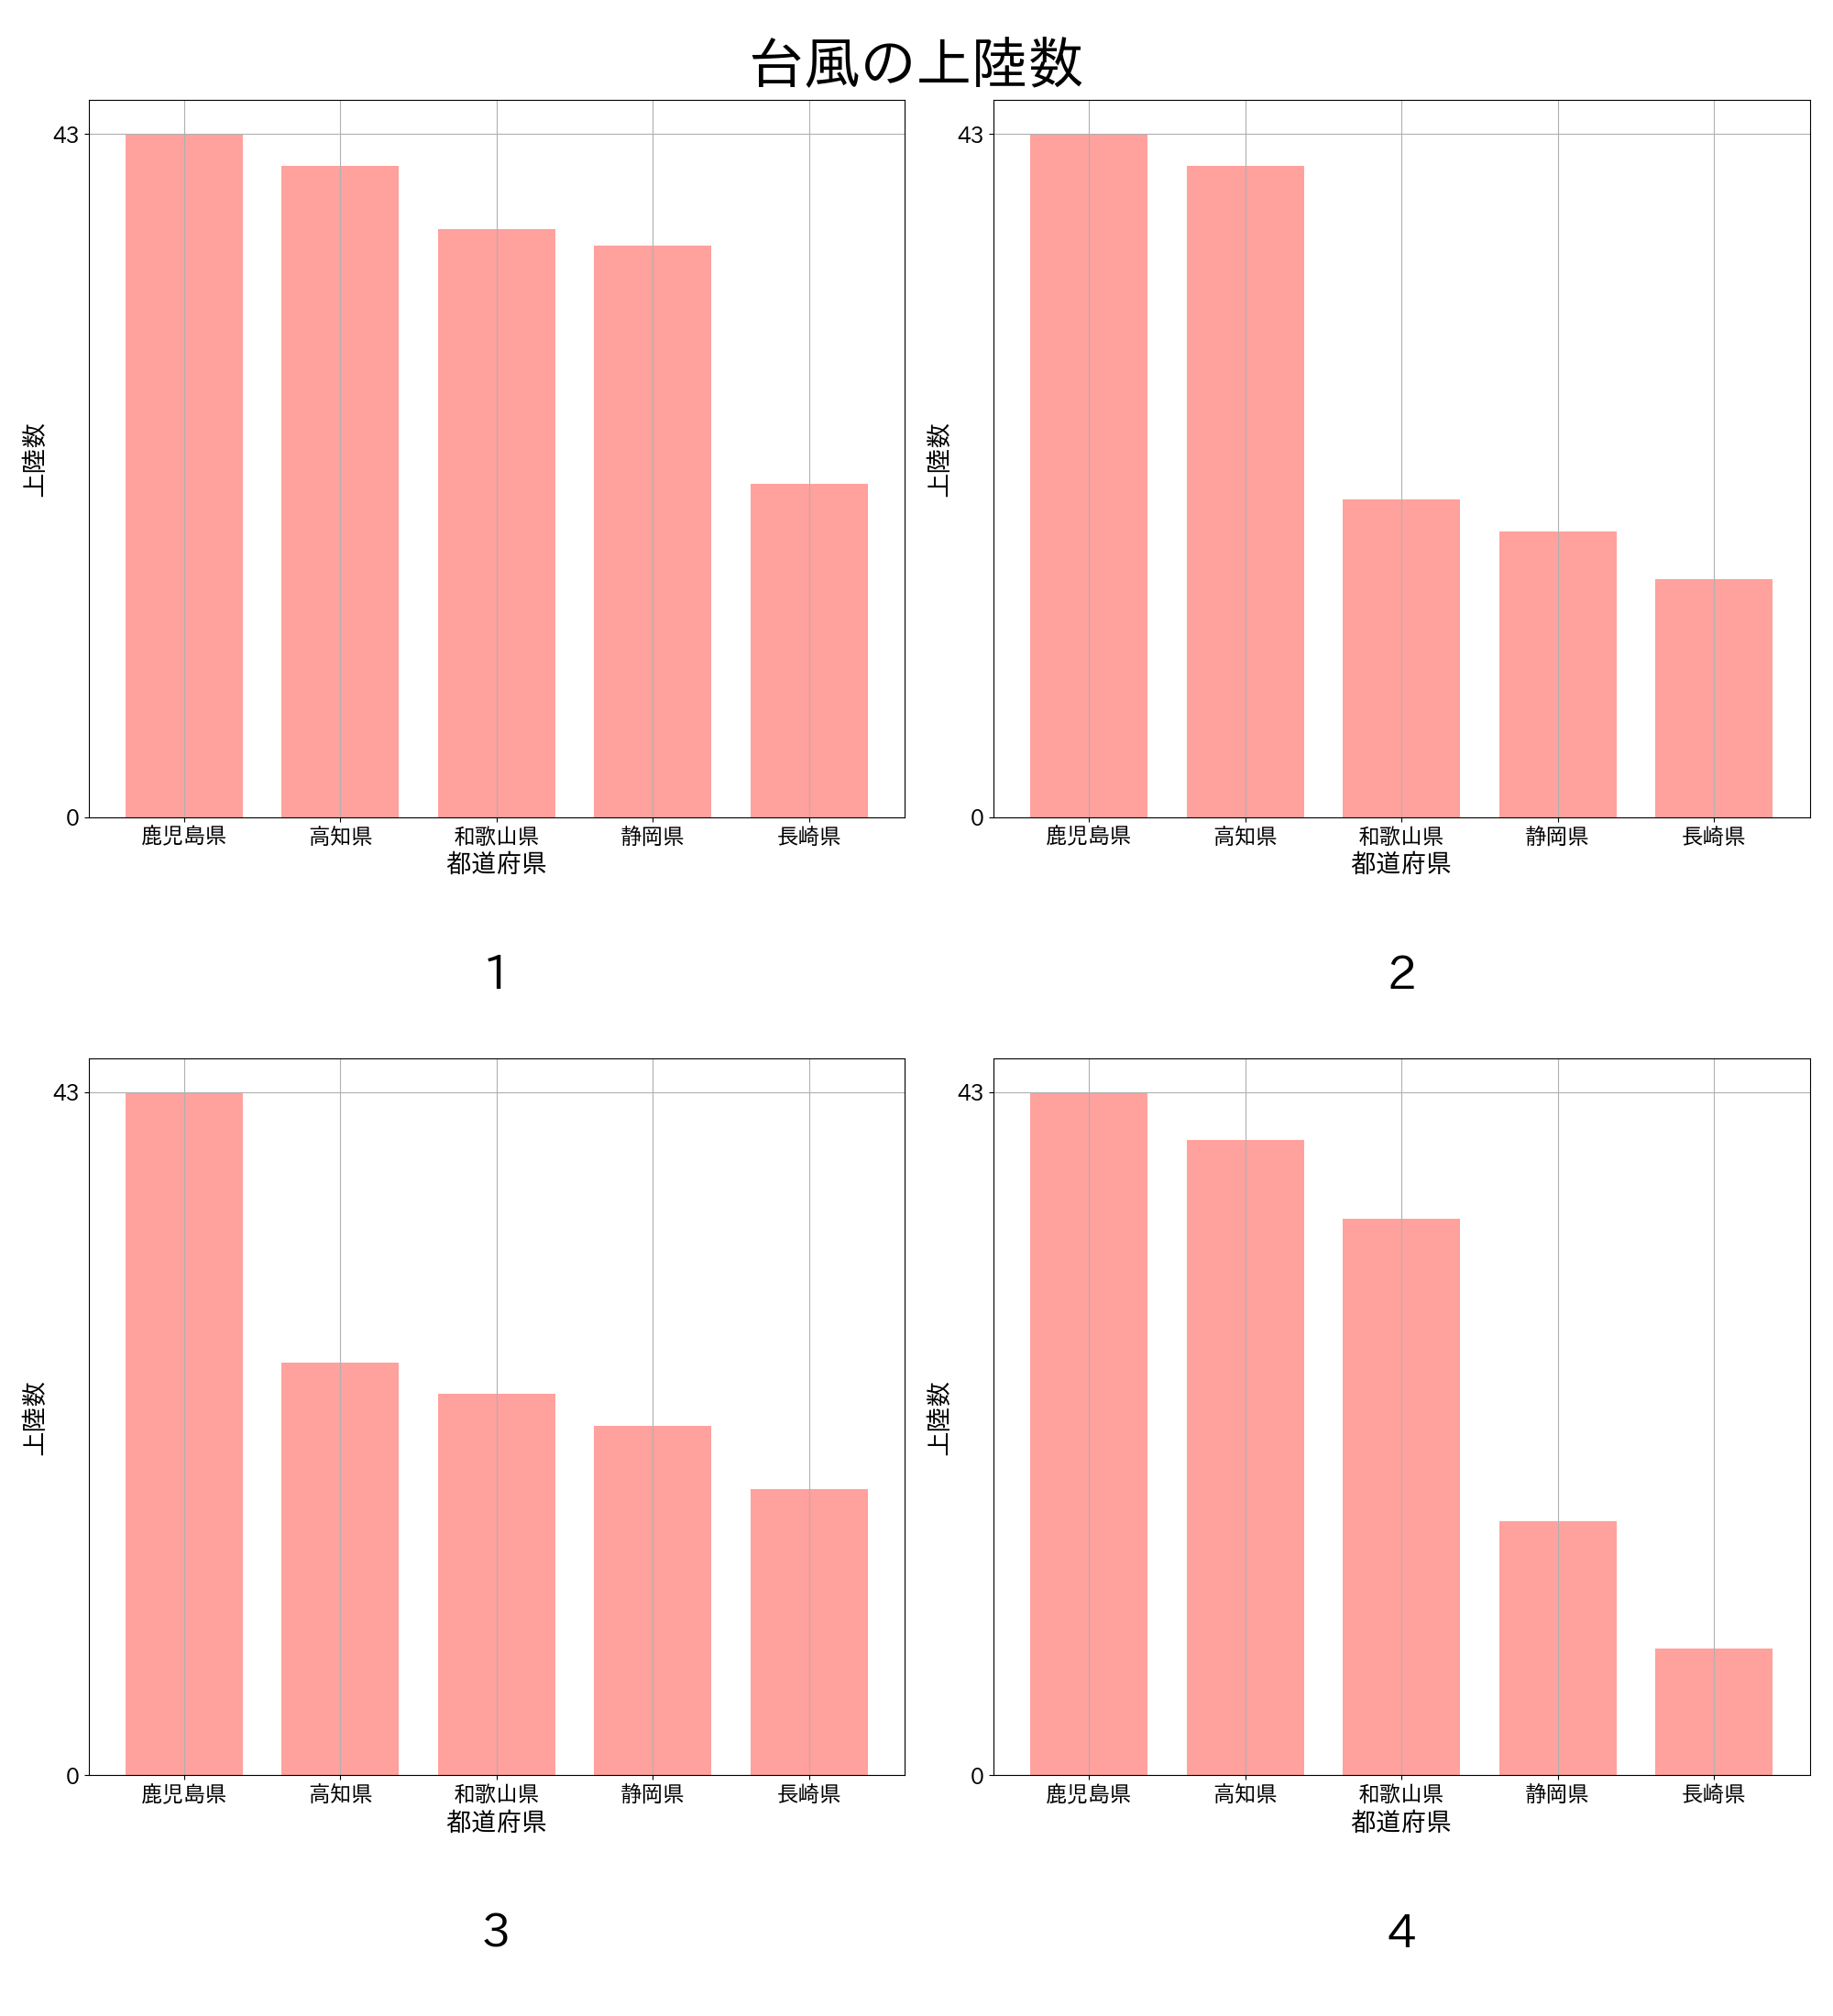 台風の上陸数
43
0
上陸数
鹿児島県 高知県 和歌山県 静岡県 長崎県
都道府県
1
43
0
上陸数
鹿児島県 高知県 和歌山県 静岡県 長崎県
都道府県
2
43
0
上陸数
鹿児島県 高知県 和歌山県 静岡県 長崎県
都道府県
3
43
0
上陸数
鹿児島県 高知県 和歌山県 静岡県 長崎県
都道府県
4